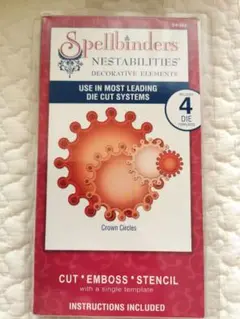 Spellbinders
NESTABILITIES
DECORATIVE ELEMENTS
USE IN MOST LEADING
DIE CUT SYSTEMS
4
DIE
TEMPLATES
Crown Circles
CUT * EMBOSS * STENCIL
with a single template
INSTRUCTIONS INCLUDED